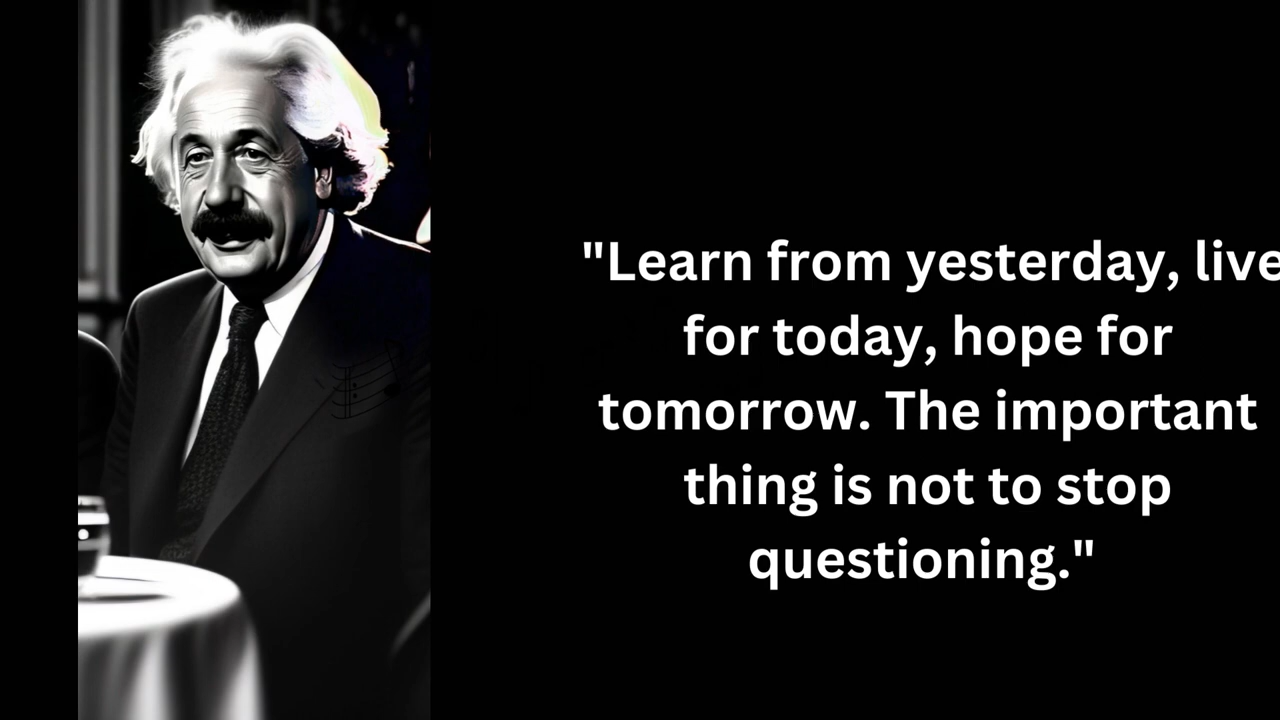 "Learn from yesterday, live
for today, hope for
tomorrow. The important
thing is not to stop
questioning."